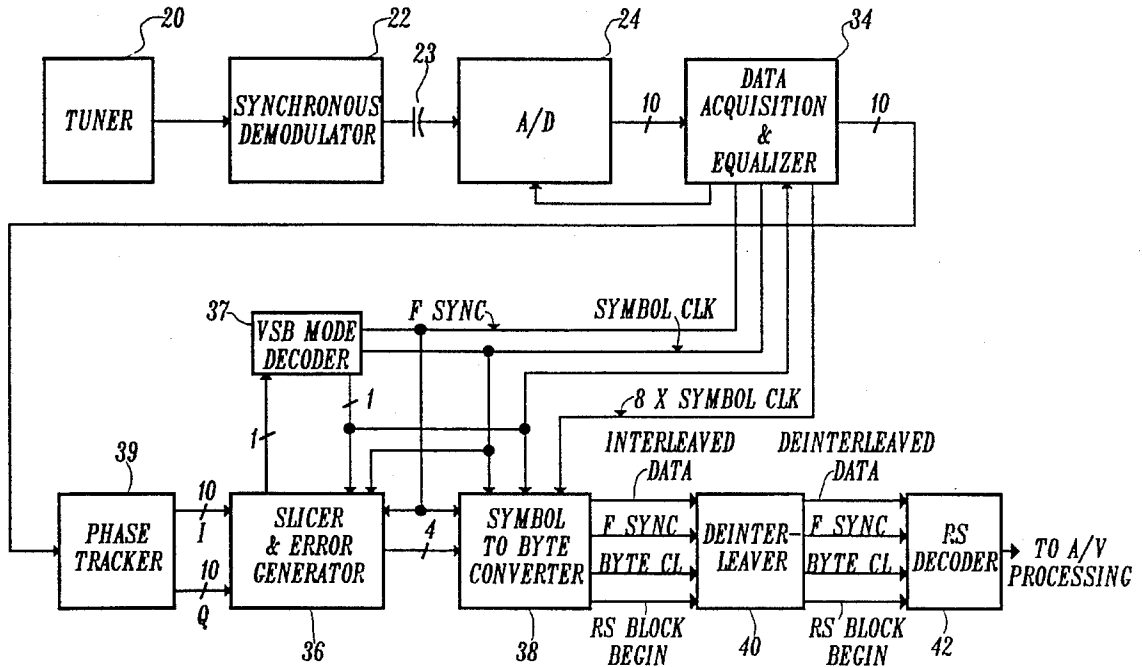 20
22
23
24
34
TUNER
SYNCHRONOUS
DEMODULATOR
A/D
10
DATA
ACQUISITION
&
EQUALIZER
10
37
VSB MODE
DECODER
F SYNC
SYMBOL CLK
1
1
8 X SYMBOL CLK
INTERLEAVED
DATA
DEINTERLEAVED
DATA
39
PHASE
TRACKER
10
I
10
Q
SLICER
& ERROR
GENERATOR
4
SYMBOL
TO BYTE
CONVERTER
F SYNC
BYTE CL
DEINTER-
LEAVER
F SYNC
BYTE CL
RS
DECODER
TO A/V
PROCESSING
36
38
RS BLOCK
BEGIN
40
RS BLOCK
BEGIN
42